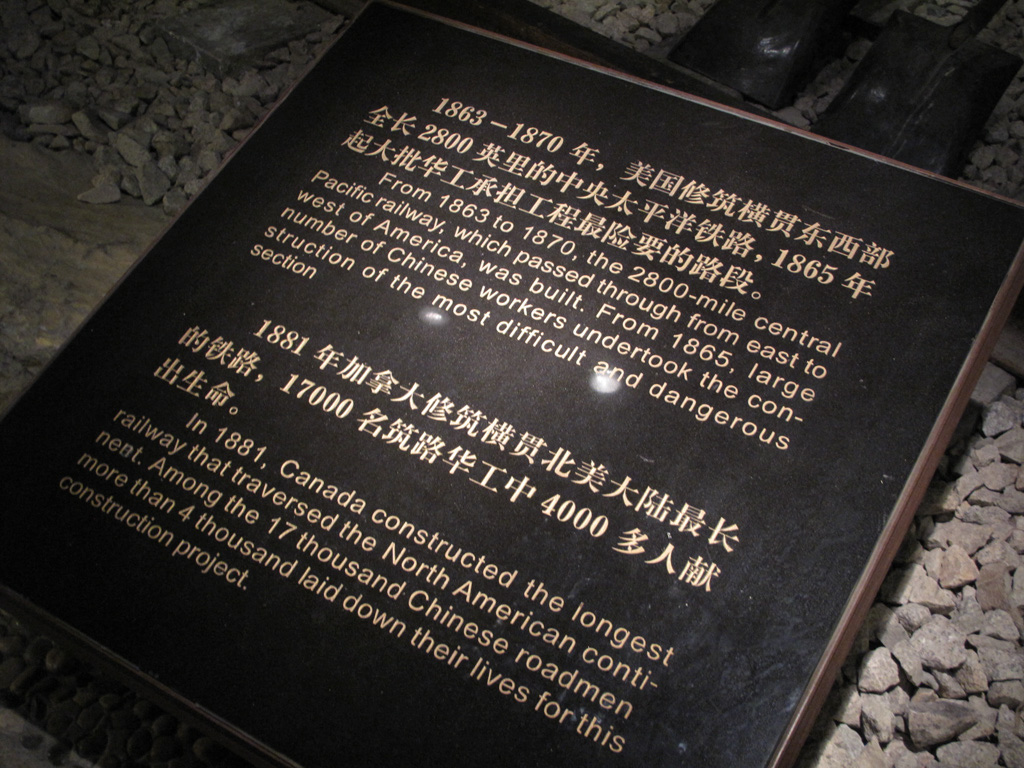 1863－1870 年，美国修筑横贯东西部
全长 2800 英里的中央太平洋铁路，1865 年
起大批华工承担工程最险要的路段。
From 1863 to 1870, the 2800-mile central
Pacific railway, which passed through from east to
west of America, was built. From 1865, large
number of Chinese workers undertook the con-
struction of the most difficult and dangerous
section
1881 年加拿大修筑横贯北美大陆最长
的铁路，17000 名筑路华工中 4000 多人献
出生命。
In 1881, Canada constructed the longest
railway that traversed the North American conti-
nent. Among the 17 thousand Chinese roadmen
more than 4 thousand laid down their lives for this
construction project.